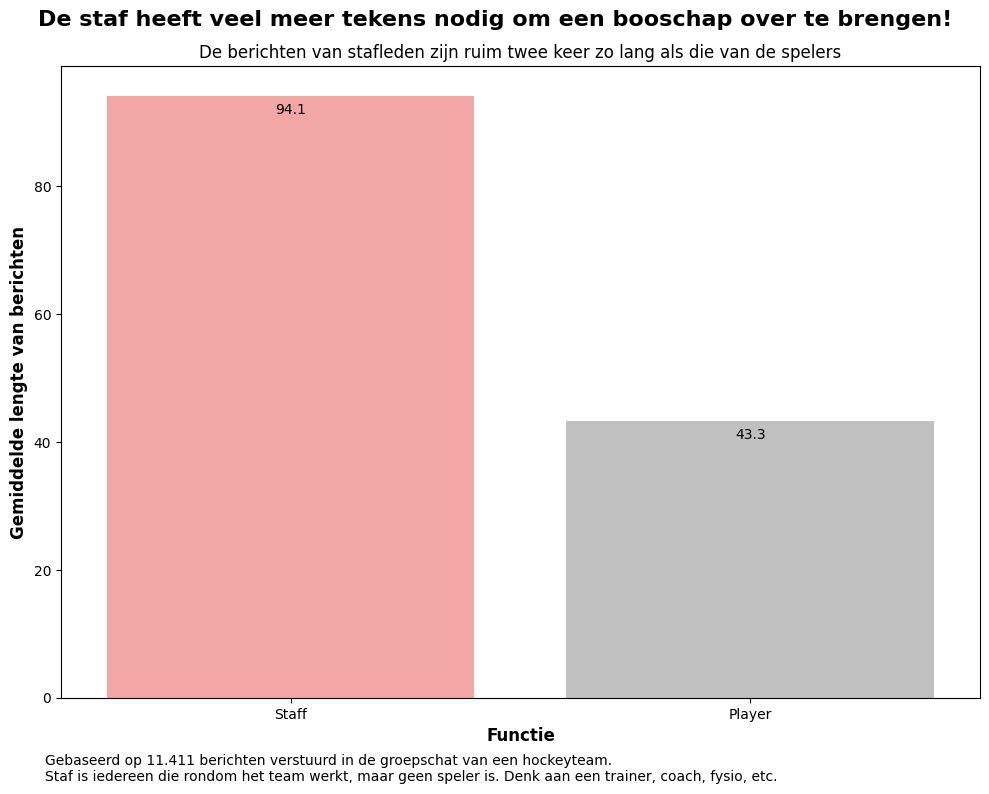 De staf heeft veel meer tekens nodig om een booschap over te brengen!
De berichten van stafleden zijn ruim twee keer zo lang als die van de spelers
94.1
43.3
80
60
40
20
0
Gemiddelde lengte van berichten
Staff
Player
Functie
Gebaseerd op 11.411 berichten verstuurd in de groepschat van een hockeyteam.
Staf is iedereen die rondom het team werkt, maar geen speler is. Denk aan een trainer, coach, fysio, etc.